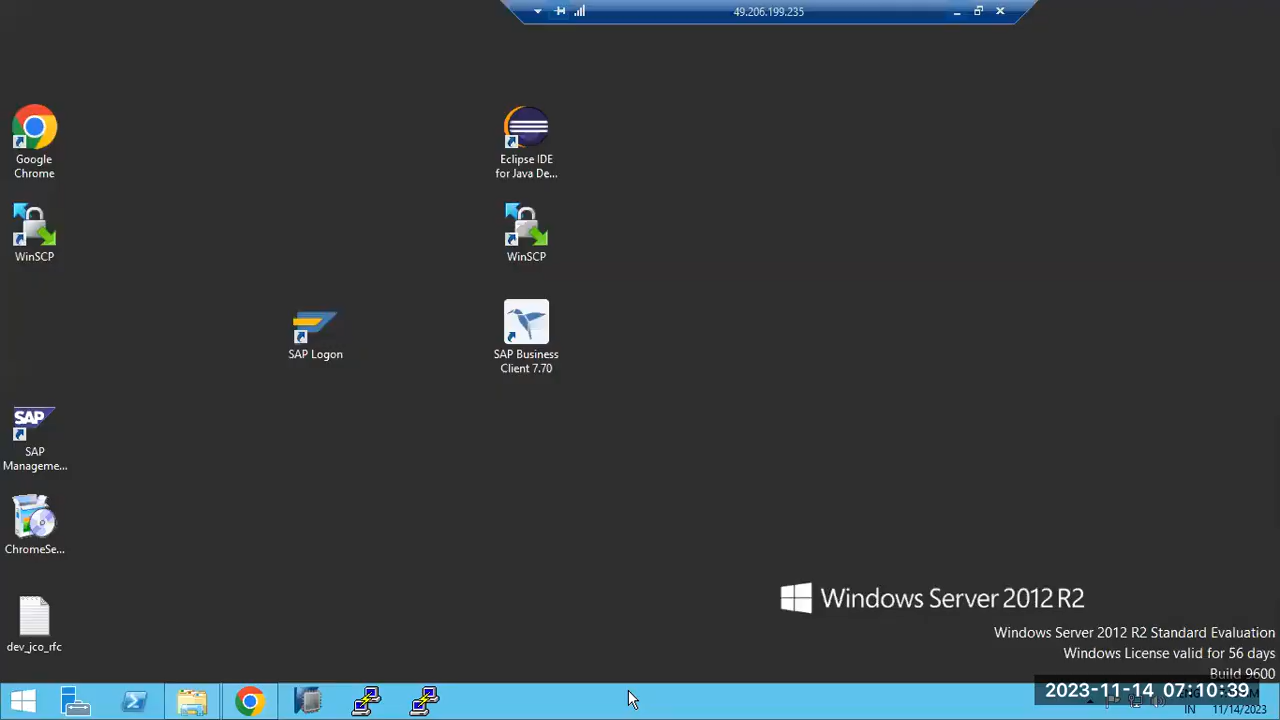 49.206.199.235
Google
Chrome
Eclipse IDE
for Java De...
WinSCP
WinSCP
SAP Logon
SAP Business
Client 7.70
SAP
SAP
Manageme...
ChromeSe...
dev_jco_rfc
Windows Server 2012 R2
Windows Server 2012 R2 Standard Evaluation
Windows License valid for 56 days
Build 9600
2023-11-14 07:10:39
IN
11/14/2023